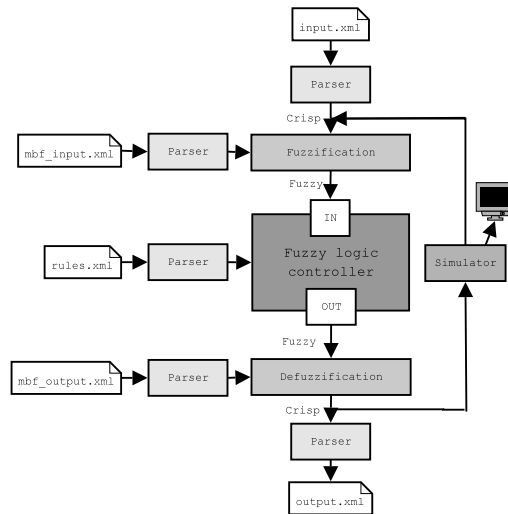 input.xml
Parser
Crisp
mbf_input.xml
Parser
Fuzzification
Fuzzy
IN
Fuzzy logic
controller
rules.xml
Parser
Simulator
OUT
Fuzzy
mbf_output.xml
Parser
Defuzzification
Crisp
Parser
output.xml